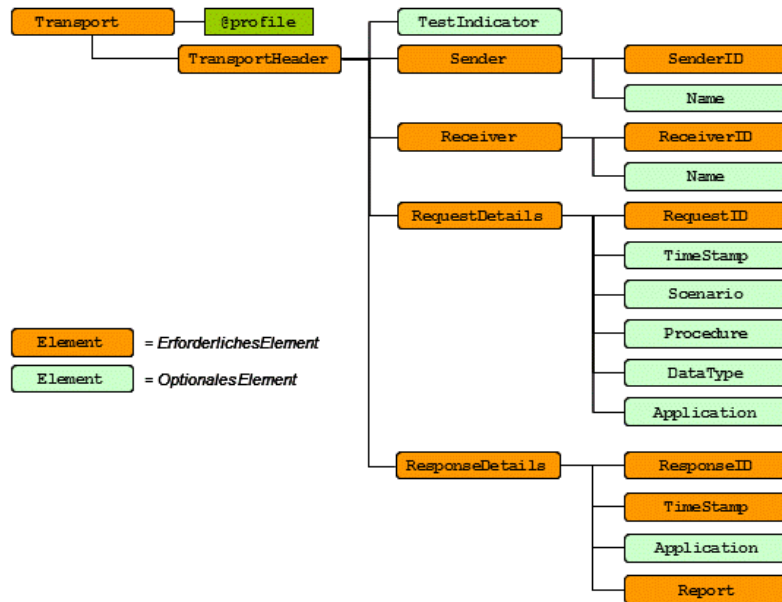 Transport
@profile
TestIndicator
TransportHeader
Sender
SenderID
Name
Receiver
ReceiverID
Name
RequestDetails
RequestID
TimeStamp
Scenario
Procedure
DataType
Application
Element = ErforderlichesElement
Element = OptionalesElement
ResponseDetails
ResponseID
TimeStamp
Application
Report